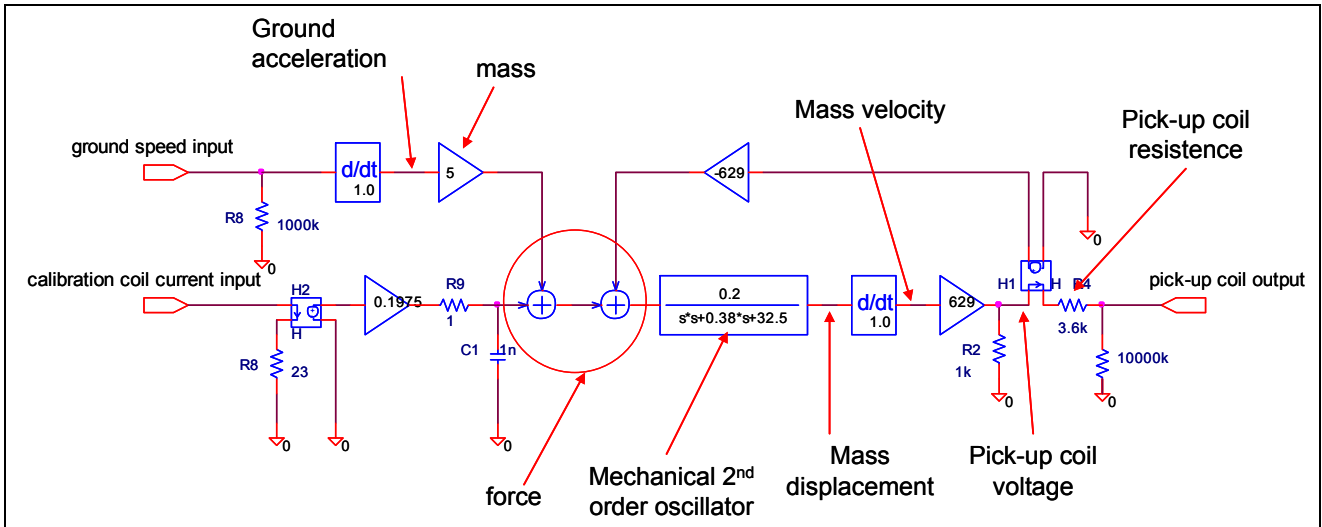 Ground
acceleration
mass
Mass velocity
Pick-up coil
resistence
ground speed input
d/dt
1.0
5
-629
R8
1000k
0
0
calibration coil current input
H2
H
0.1975
R9
1
C1
1n
R8
23
0
0
0
0.2
s*s+0.38*s+32.5
d/dt
1.0
629
H1
H
R4
3.6k
pick-up coil output
R2
1k
0
10000k
0
force
Mechanical 2nd
order oscillator
Mass
displacement
Pick-up coil
voltage